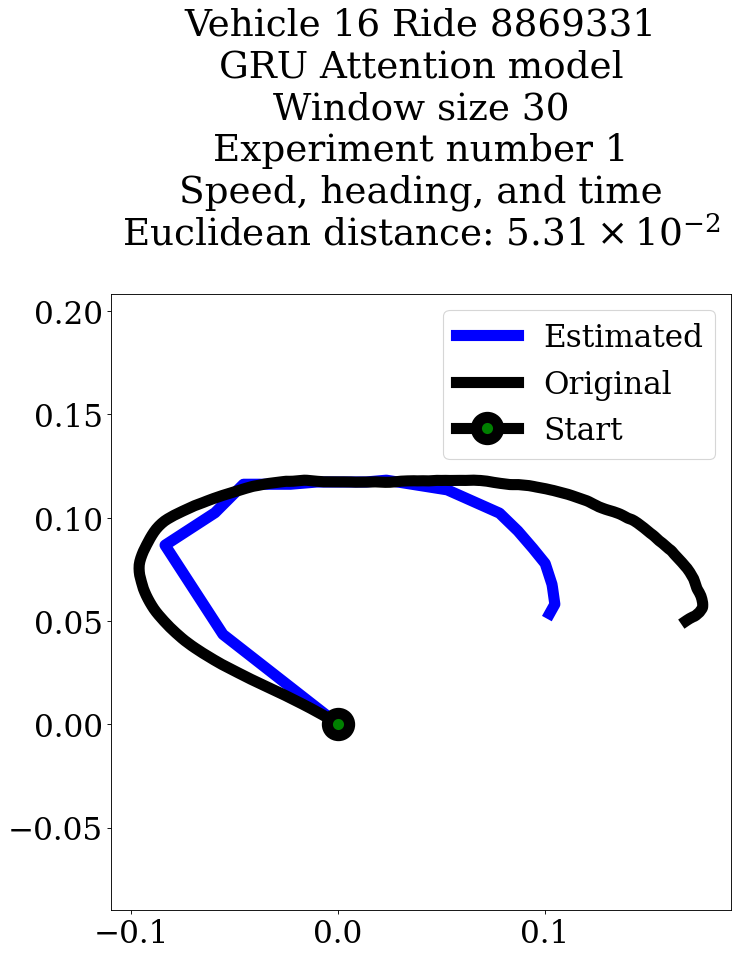 Vehicle 16 Ride 8869331
GRU Attention model
Window size 30
Experiment number 1
Speed, heading, and time
Euclidean distance: 5.31 × 10⁻²
Estimated
Original
Start
0.20
0.15
0.10
0.05
0.00
−0.05
−0.1
0.0
0.1